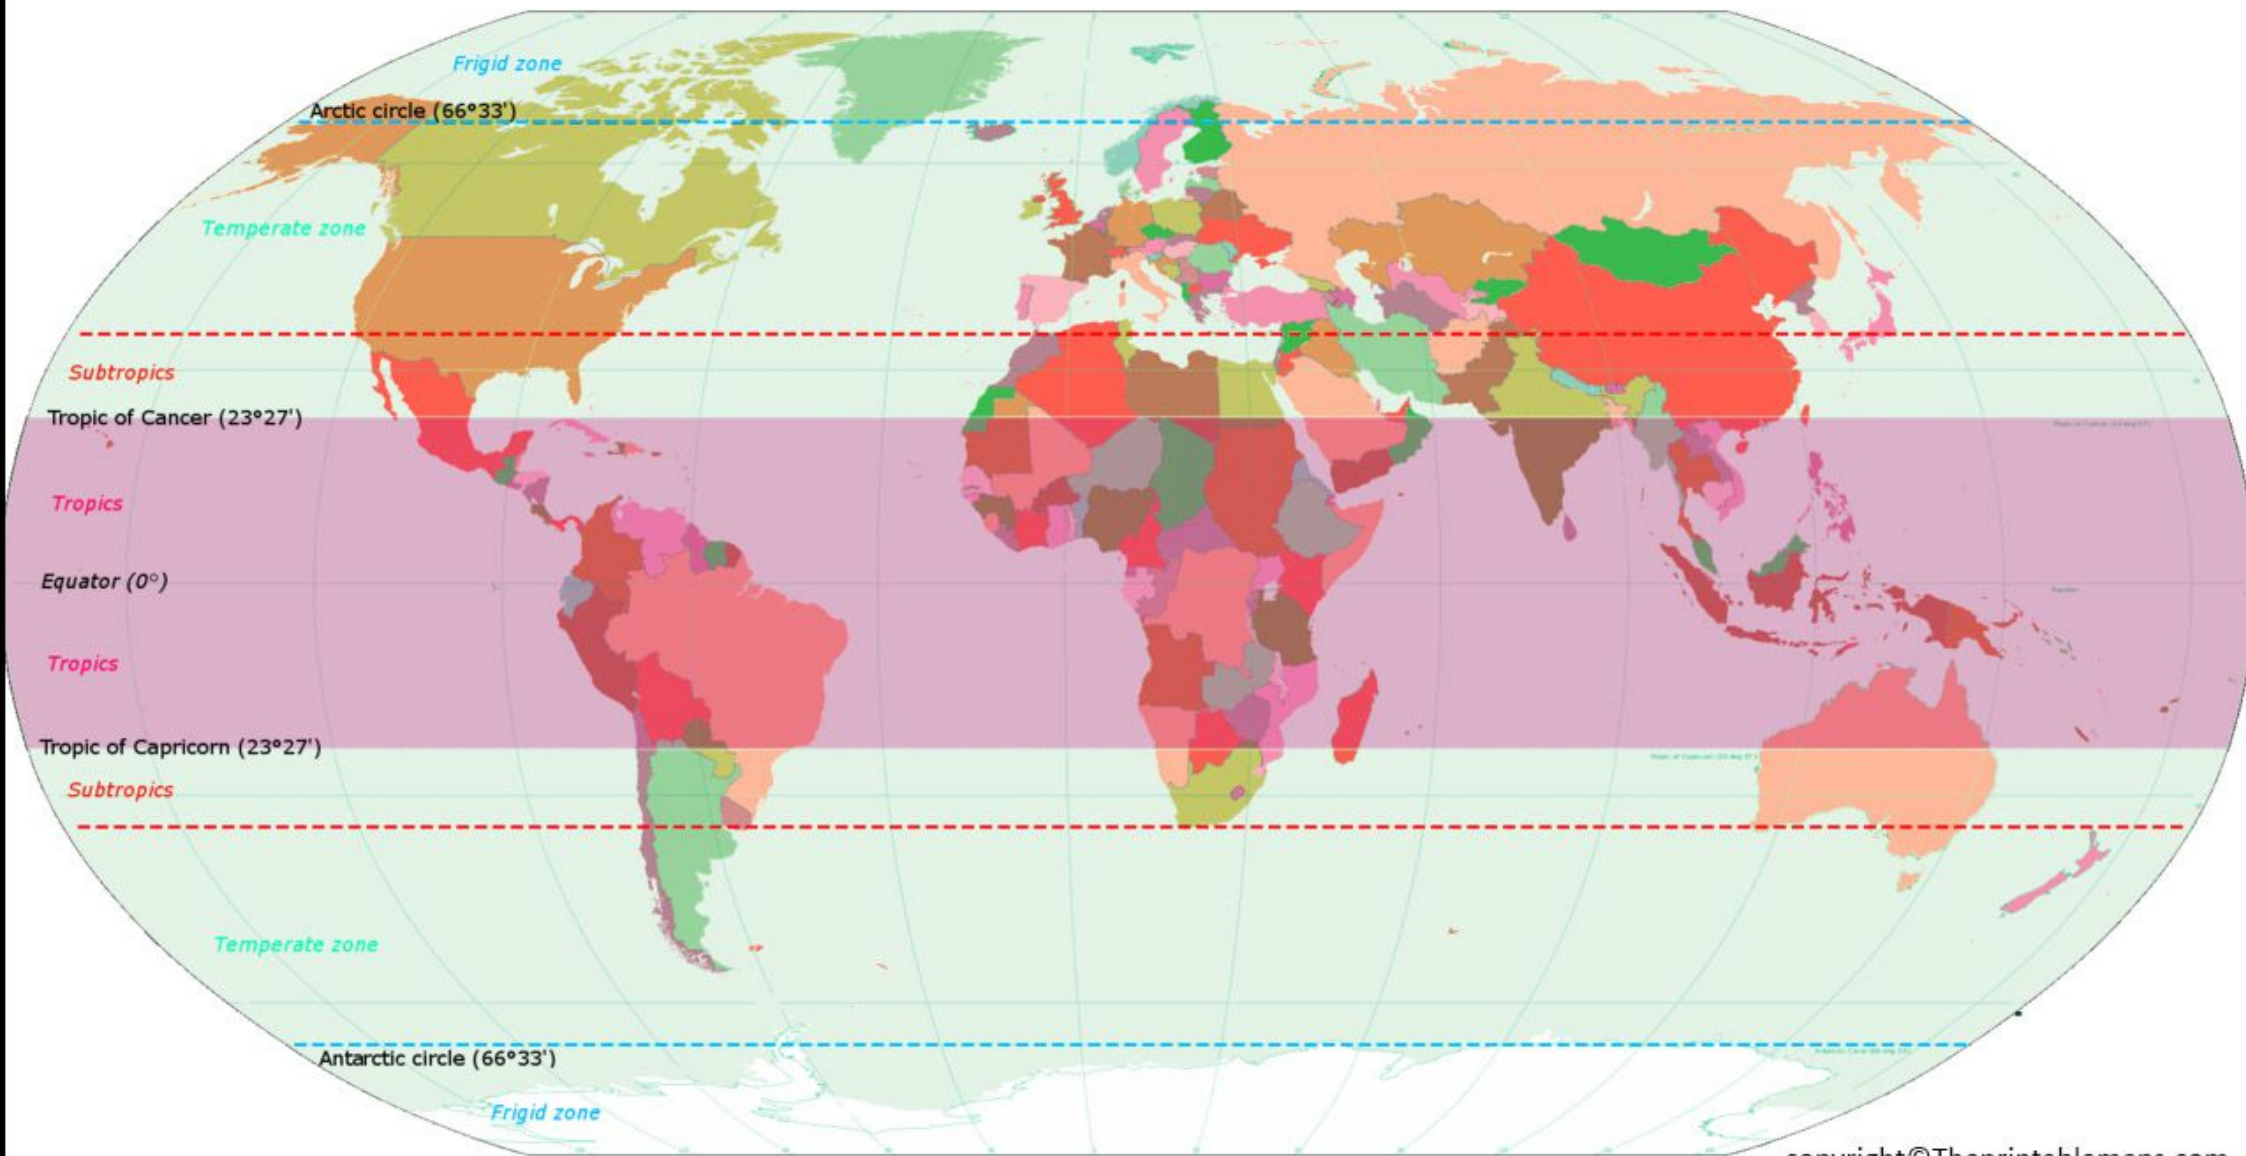 Frigid zone
Arctic circle (66°33')
Temperate zone
Subtropics
Tropic of Cancer (23°27')
Tropics
Equator (0°)
Tropics
Tropic of Capricorn (23°27')
Subtropics
Temperate zone
Antarctic circle (66°33')
Frigid zone